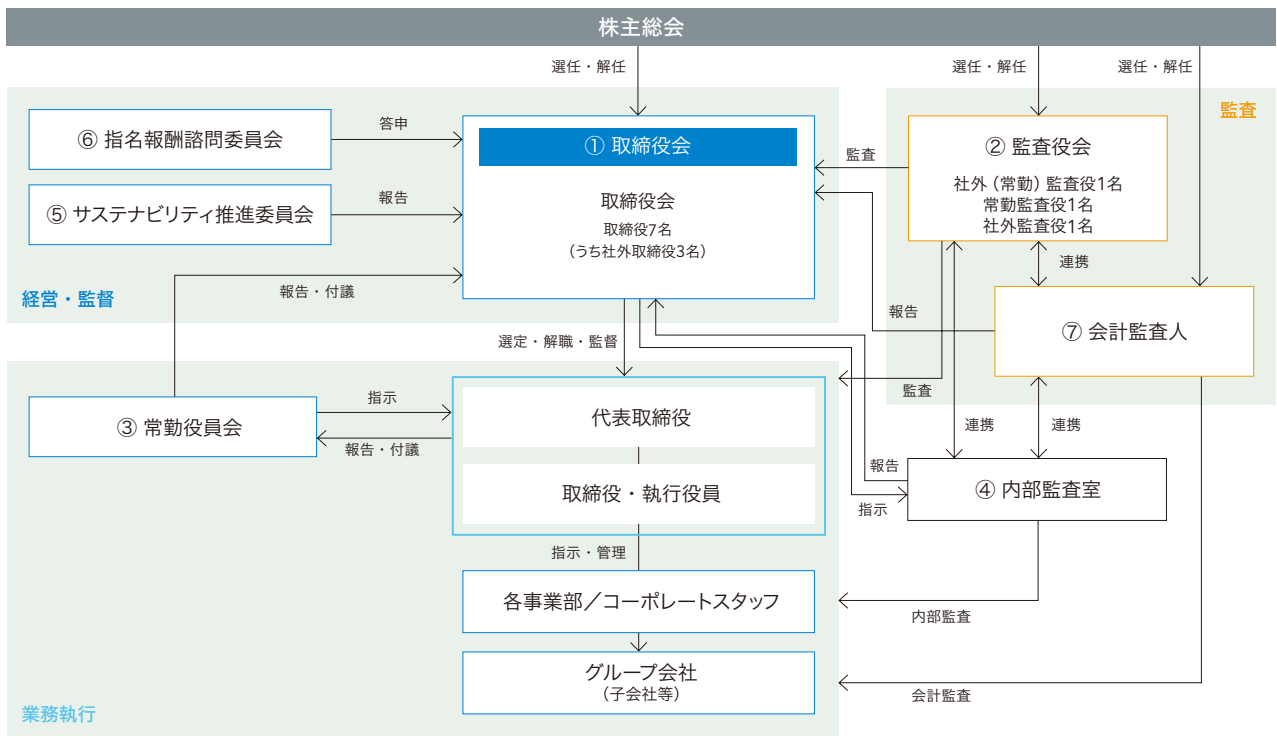 株主総会
選任・解任
選任・解任
選任・解任
監査
⑥ 指名報酬諮問委員会
答申
① 取締役会
取締役会
取締役7名
(うち社外取締役3名)
監査
② 監査役会
社外（常勤）監査役1名
常勤監査役1名
社外監査役1名
⑤ サステナビリティ推進委員会
報告
連携
経営・監督
報告・付議
報告
⑦ 会計監査人
選定・解職・監督
監査
③ 常勤役員会
指示
報告・付議
代表取締役
取締役・執行役員
連携
連携
報告
指示
④ 内部監査室
指示・管理
各事業部／コーポレートスタッフ
内部監査
グループ会社
(子会社等)
会計監査
業務執行